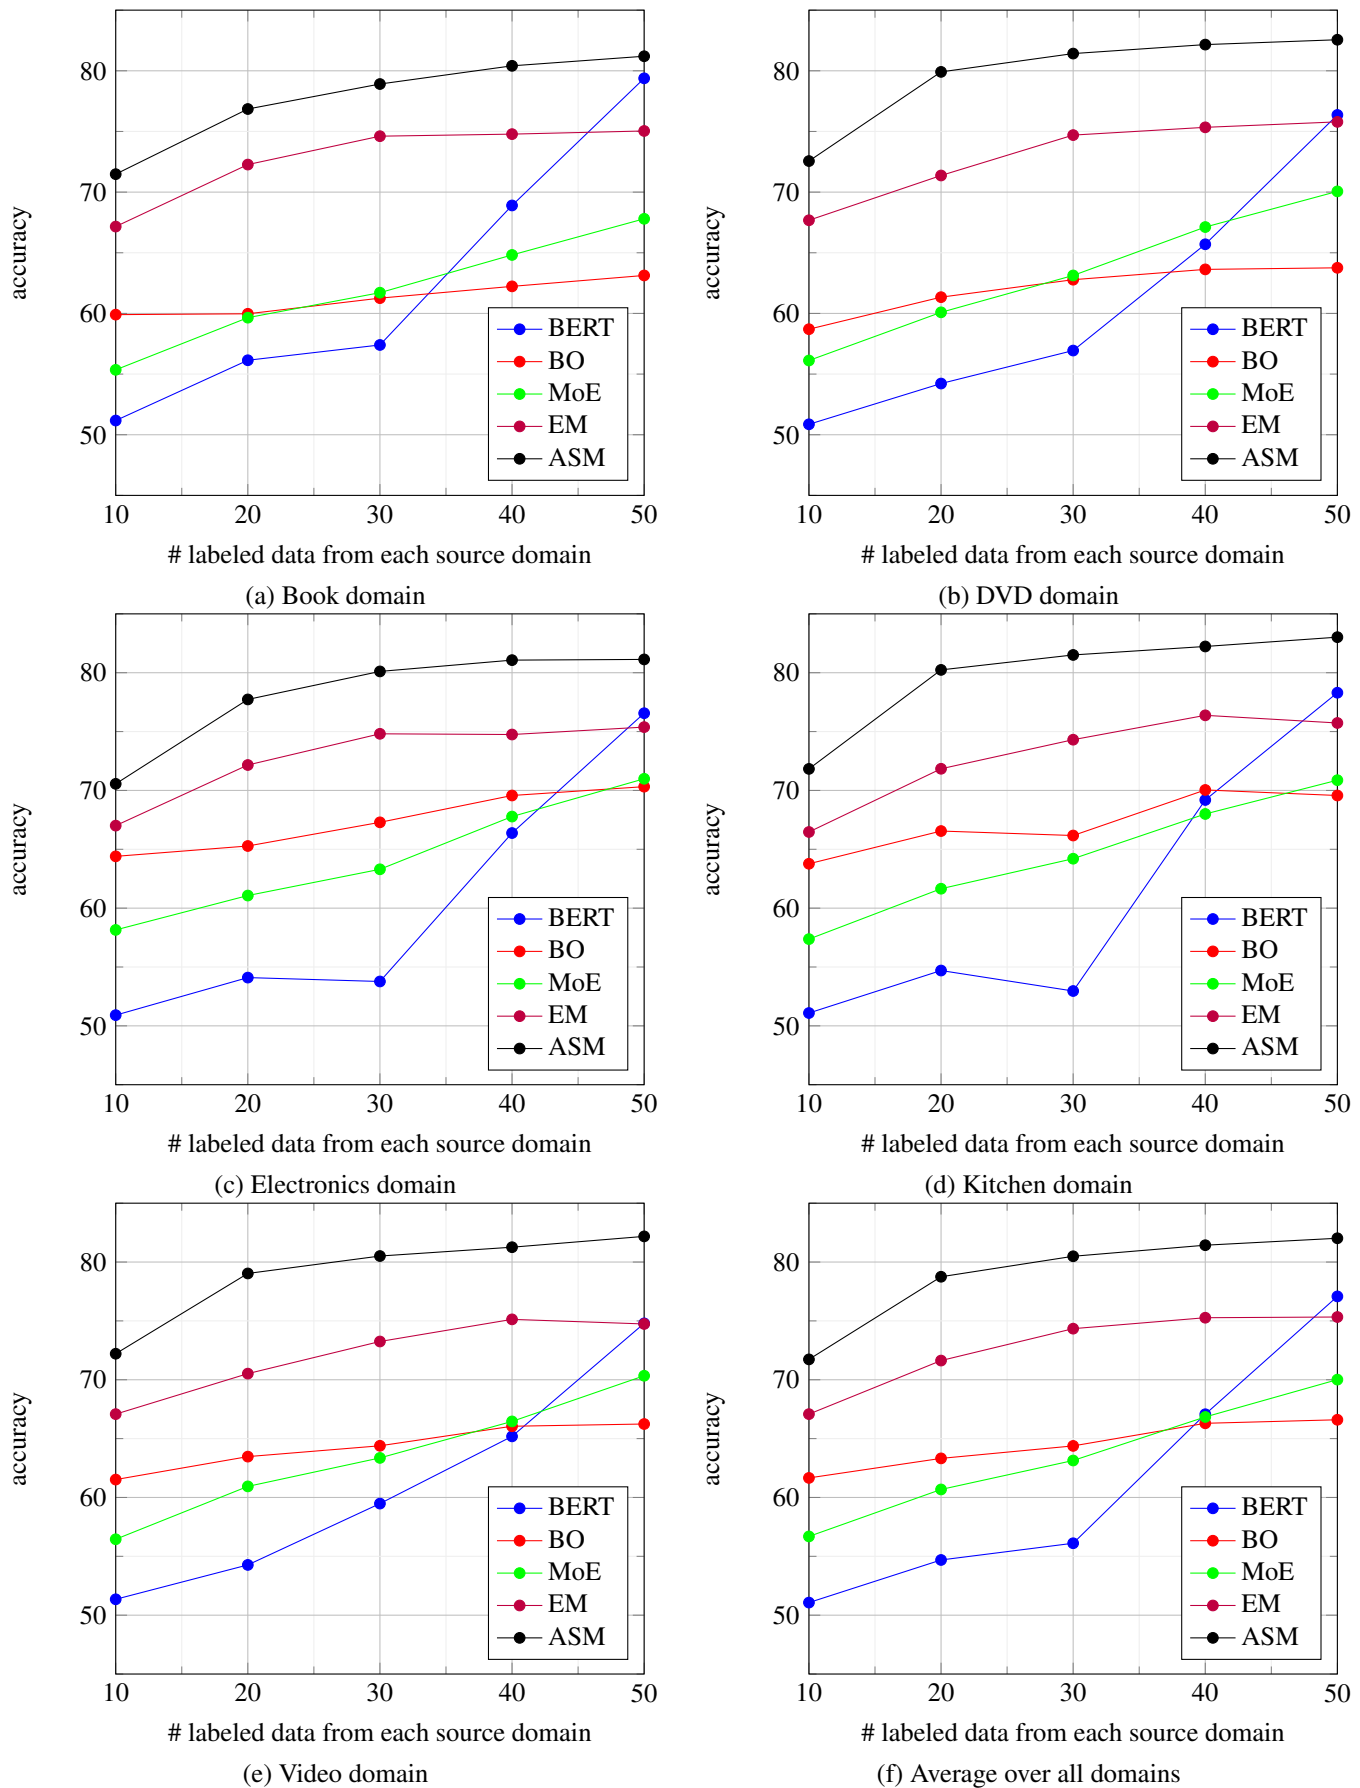 80
70
60
50
accuracy
BERT
BO
MoE
EM
ASM
10 20 30 40 50
# labeled data from each source domain
(a) Book domain
80
70
60
50
accuracy
BERT
BO
MoE
EM
ASM
10 20 30 40 50
# labeled data from each source domain
(b) DVD domain
80
70
60
50
accuracy
BERT
BO
MoE
EM
ASM
10 20 30 40 50
# labeled data from each source domain
(c) Electronics domain
80
70
60
50
accuracy
BERT
BO
MoE
EM
ASM
10 20 30 40 50
# labeled data from each source domain
(d) Kitchen domain
80
70
60
50
accuracy
BERT
BO
MoE
EM
ASM
10 20 30 40 50
# labeled data from each source domain
(e) Video domain
80
70
60
50
accuracy
BERT
BO
MoE
EM
ASM
10 20 30 40 50
# labeled data from each source domain
(f) Average over all domains